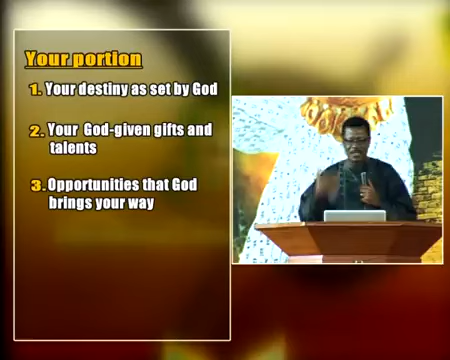 Your portion
1. Your destiny as set by God
2. Your God-given gifts and
talents
3. Opportunities that God
brings your way